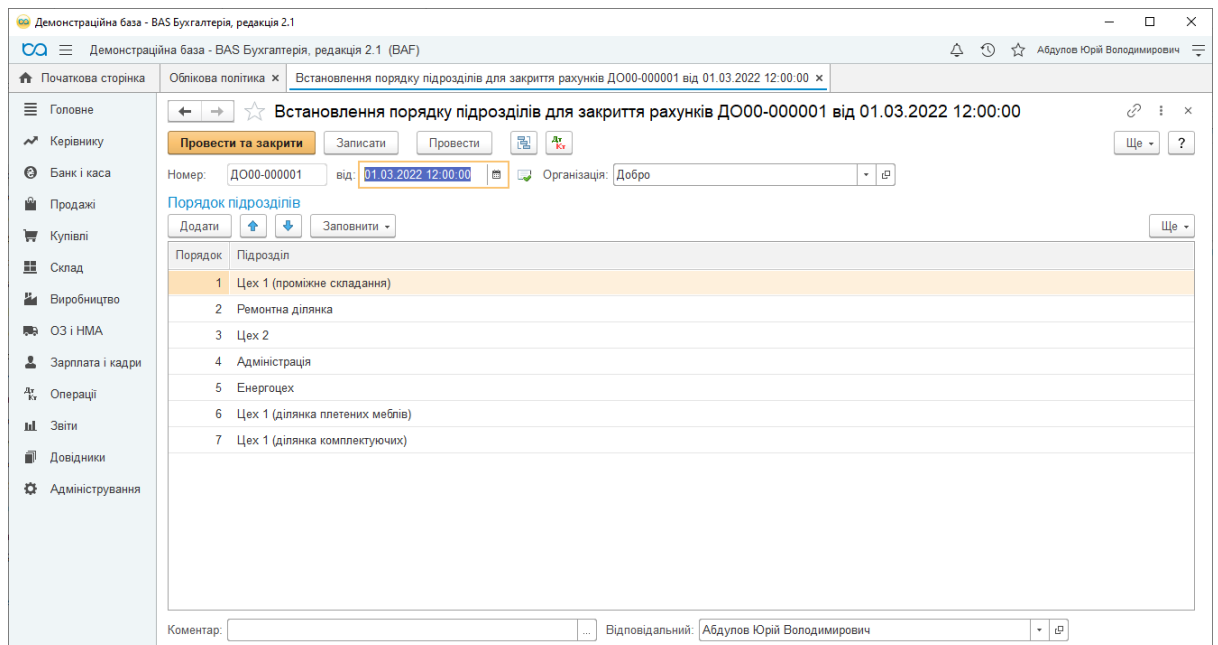 Демонстраційна база - BAS Бухгалтерія, редакція 2.1
Демонстраційна база - BAS Бухгалтерія, редакція 2.1 (BAF)
Абдулов Юрій Володимирович
Початкова сторінка
Облікова політика ×
Встановлення порядку підрозділів для закриття рахунків ДО00-000001 від 01.03.2022 12:00:00 ×
Головне
Керівнику
Банк і каса
Продажі
Купівлі
Склад
Виробництво
ОЗ і НМА
Зарплата і кадри
Операції
Звіти
Довідники
Адміністрування
Встановлення порядку підрозділів для закриття рахунків ДО00-000001 від 01.03.2022 12:00:00
Провести та закрити Записати Провести Дт Кт Ще ?
Номер: ДО00-000001 від: 01.03.2022 12:00:00 Організація: Добро
Порядок підрозділів
Додати Заповнити Ще
Порядок Підрозділ
1 Цех 1 (проміжне складання)
2 Ремонтна ділянка
3 Цех 2
4 Адміністрація
5 Енергоцех
6 Цех 1 (ділянка плетених меблів)
7 Цех 1 (ділянка комплектуючих)
Коментар: ... Відповідальний: Абдулов Юрій Володимирович